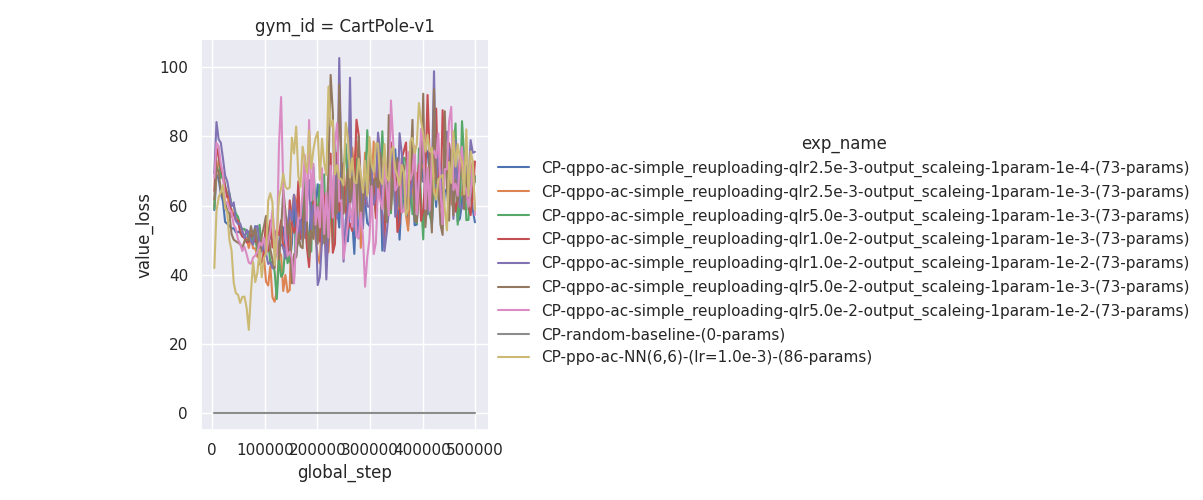 gym_id = CartPole-v1
100
80
60
40
20
0
value_loss
0 100000 200000 300000 400000 500000
global_step
exp_name
CP-qppo-ac-simple_reuploading-qlr2.5e-3-output_scaleing-1param-1e-4-(73-params)
CP-qppo-ac-simple_reuploading-qlr2.5e-3-output_scaleing-1param-1e-3-(73-params)
CP-qppo-ac-simple_reuploading-qlr5.0e-3-output_scaleing-1param-1e-3-(73-params)
CP-qppo-ac-simple_reuploading-qlr1.0e-2-output_scaleing-1param-1e-3-(73-params)
CP-qppo-ac-simple_reuploading-qlr1.0e-2-output_scaleing-1param-1e-2-(73-params)
CP-qppo-ac-simple_reuploading-qlr5.0e-2-output_scaleing-1param-1e-3-(73-params)
CP-qppo-ac-simple_reuploading-qlr5.0e-2-output_scaleing-1param-1e-2-(73-params)
CP-random-baseline-(0-params)
CP-ppo-ac-NN(6,6)-(lr=1.0e-3)-(86-params)